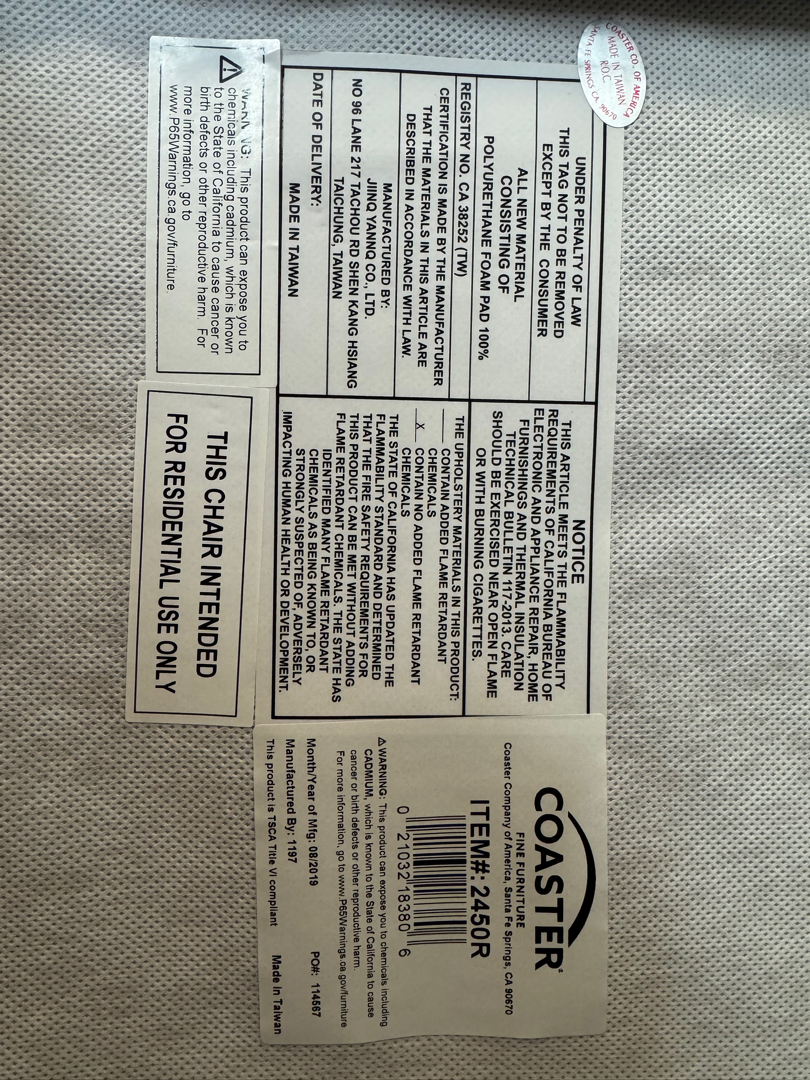 COASTER CO. OF AMERICA
MADE IN TAIWAN
R.O.C.
SANTA FE SPRINGS CA. 90670
UNDER PENALTY OF LAW
THIS TAG NOT TO BE REMOVED
EXCEPT BY THE CONSUMER
ALL NEW MATERIAL
CONSISTING OF
POLYURETHANE FOAM PAD 100%
REGISTRY NO. CA 38252 (TW)
CERTIFICATION IS MADE BY THE MANUFACTURER
THAT THE MATERIALS IN THIS ARTICLE ARE
DESCRIBED IN ACCORDANCE WITH LAW.
MANUFACTURED BY:
JIINQ YANNQ CO., LTD.
NO 96 LANE 217 TACHOU RD SHEN KANG HSIANG
TAICHUNG, TAIWAN
DATE OF DELIVERY:
MADE IN TAIWAN
NOTICE
THIS ARTICLE MEETS THE FLAMMABILITY
REQUIREMENTS OF CALIFORNIA BUREAU OF
ELECTRONIC AND APPLIANCE REPAIR, HOME
FURNISHINGS AND THERMAL INSULATION
TECHNICAL BULLETIN 117-2013. CARE
SHOULD BE EXERCISED NEAR OPEN FLAME
OR WITH BURNING CIGARETTES.
THE UPHOLSTERY MATERIALS IN THIS PRODUCT:
____ CONTAIN ADDED FLAME RETARDANT
CHEMICALS
__X__ CONTAIN NO ADDED FLAME RETARDANT
CHEMICALS
THE STATE OF CALIFORNIA HAS UPDATED THE
FLAMMABILITY STANDARD AND DETERMINED
THAT THE FIRE SAFETY REQUIREMENTS FOR
THIS PRODUCT CAN BE MET WITHOUT ADDING
FLAME RETARDANT CHEMICALS. THE STATE HAS
IDENTIFIED MANY FLAME RETARDANT
CHEMICALS AS BEING KNOWN TO, OR
STRONGLY SUSPECTED OF, ADVERSELY
IMPACTING HUMAN HEALTH OR DEVELOPMENT.
COASTER®
FINE FURNITURE
Coaster Company of America, Santa Fe Springs, CA 90670
ITEM#: 2450R
0 21032 18380 6
⚠WARNING: This product can expose you to chemicals including
CADMIUM, which is known to the State of California to cause
cancer or birth defects or other reproductive harm.
For more information, go to www.P65Warnings.ca.gov/furniture
Month/Year of Mfg: 08/2019 PO#: 114567
Manufactured By: 1197
This product is TSCA Title VI compliant Made In Taiwan
⚠ WARNING: This product can expose you to
chemicals including cadmium, which is known
to the State of California to cause cancer or
birth defects or other reproductive harm. For
more information, go to
www.P65Warnings.ca.gov/furniture
THIS CHAIR INTENDED
FOR RESIDENTIAL USE ONLY